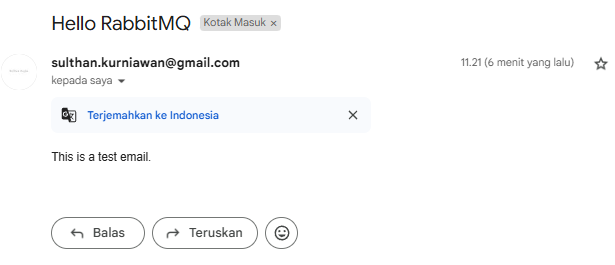 Hello RabbitMQ Kotak Masuk ×
sulthan.kurniawan@gmail.com 11.21 (6 menit yang lalu)
kepada saya
Terjemahkan ke Indonesia
This is a test email.
Balas Teruskan